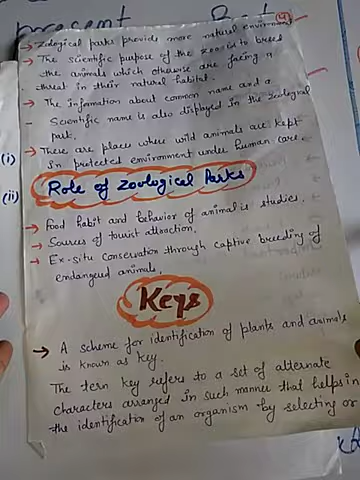 present
→ Zological parks provide more natural environment
→ The scientific purpose of the zoo is to breed
the animals which otherwise are facing a
threat in their natural habitat.
→ The information about common name and a
- Scientific name is also displayed in the zoological
park.
(i) → There are places where wild animals are kept
in protected environment under human care.
Role of Zoological Parks
(ii) → Food habit and behavior of animal is studies.
→ Sources of tourist attraction.
→ Ex-situ conservation through captive breeding of
endangered animals.
Keys
→ A scheme for identification of plants and animals
is known as key.
The tern key refers to a set of alternate
characters arranged in such manner that helps in
the identification of an organism by selecting or